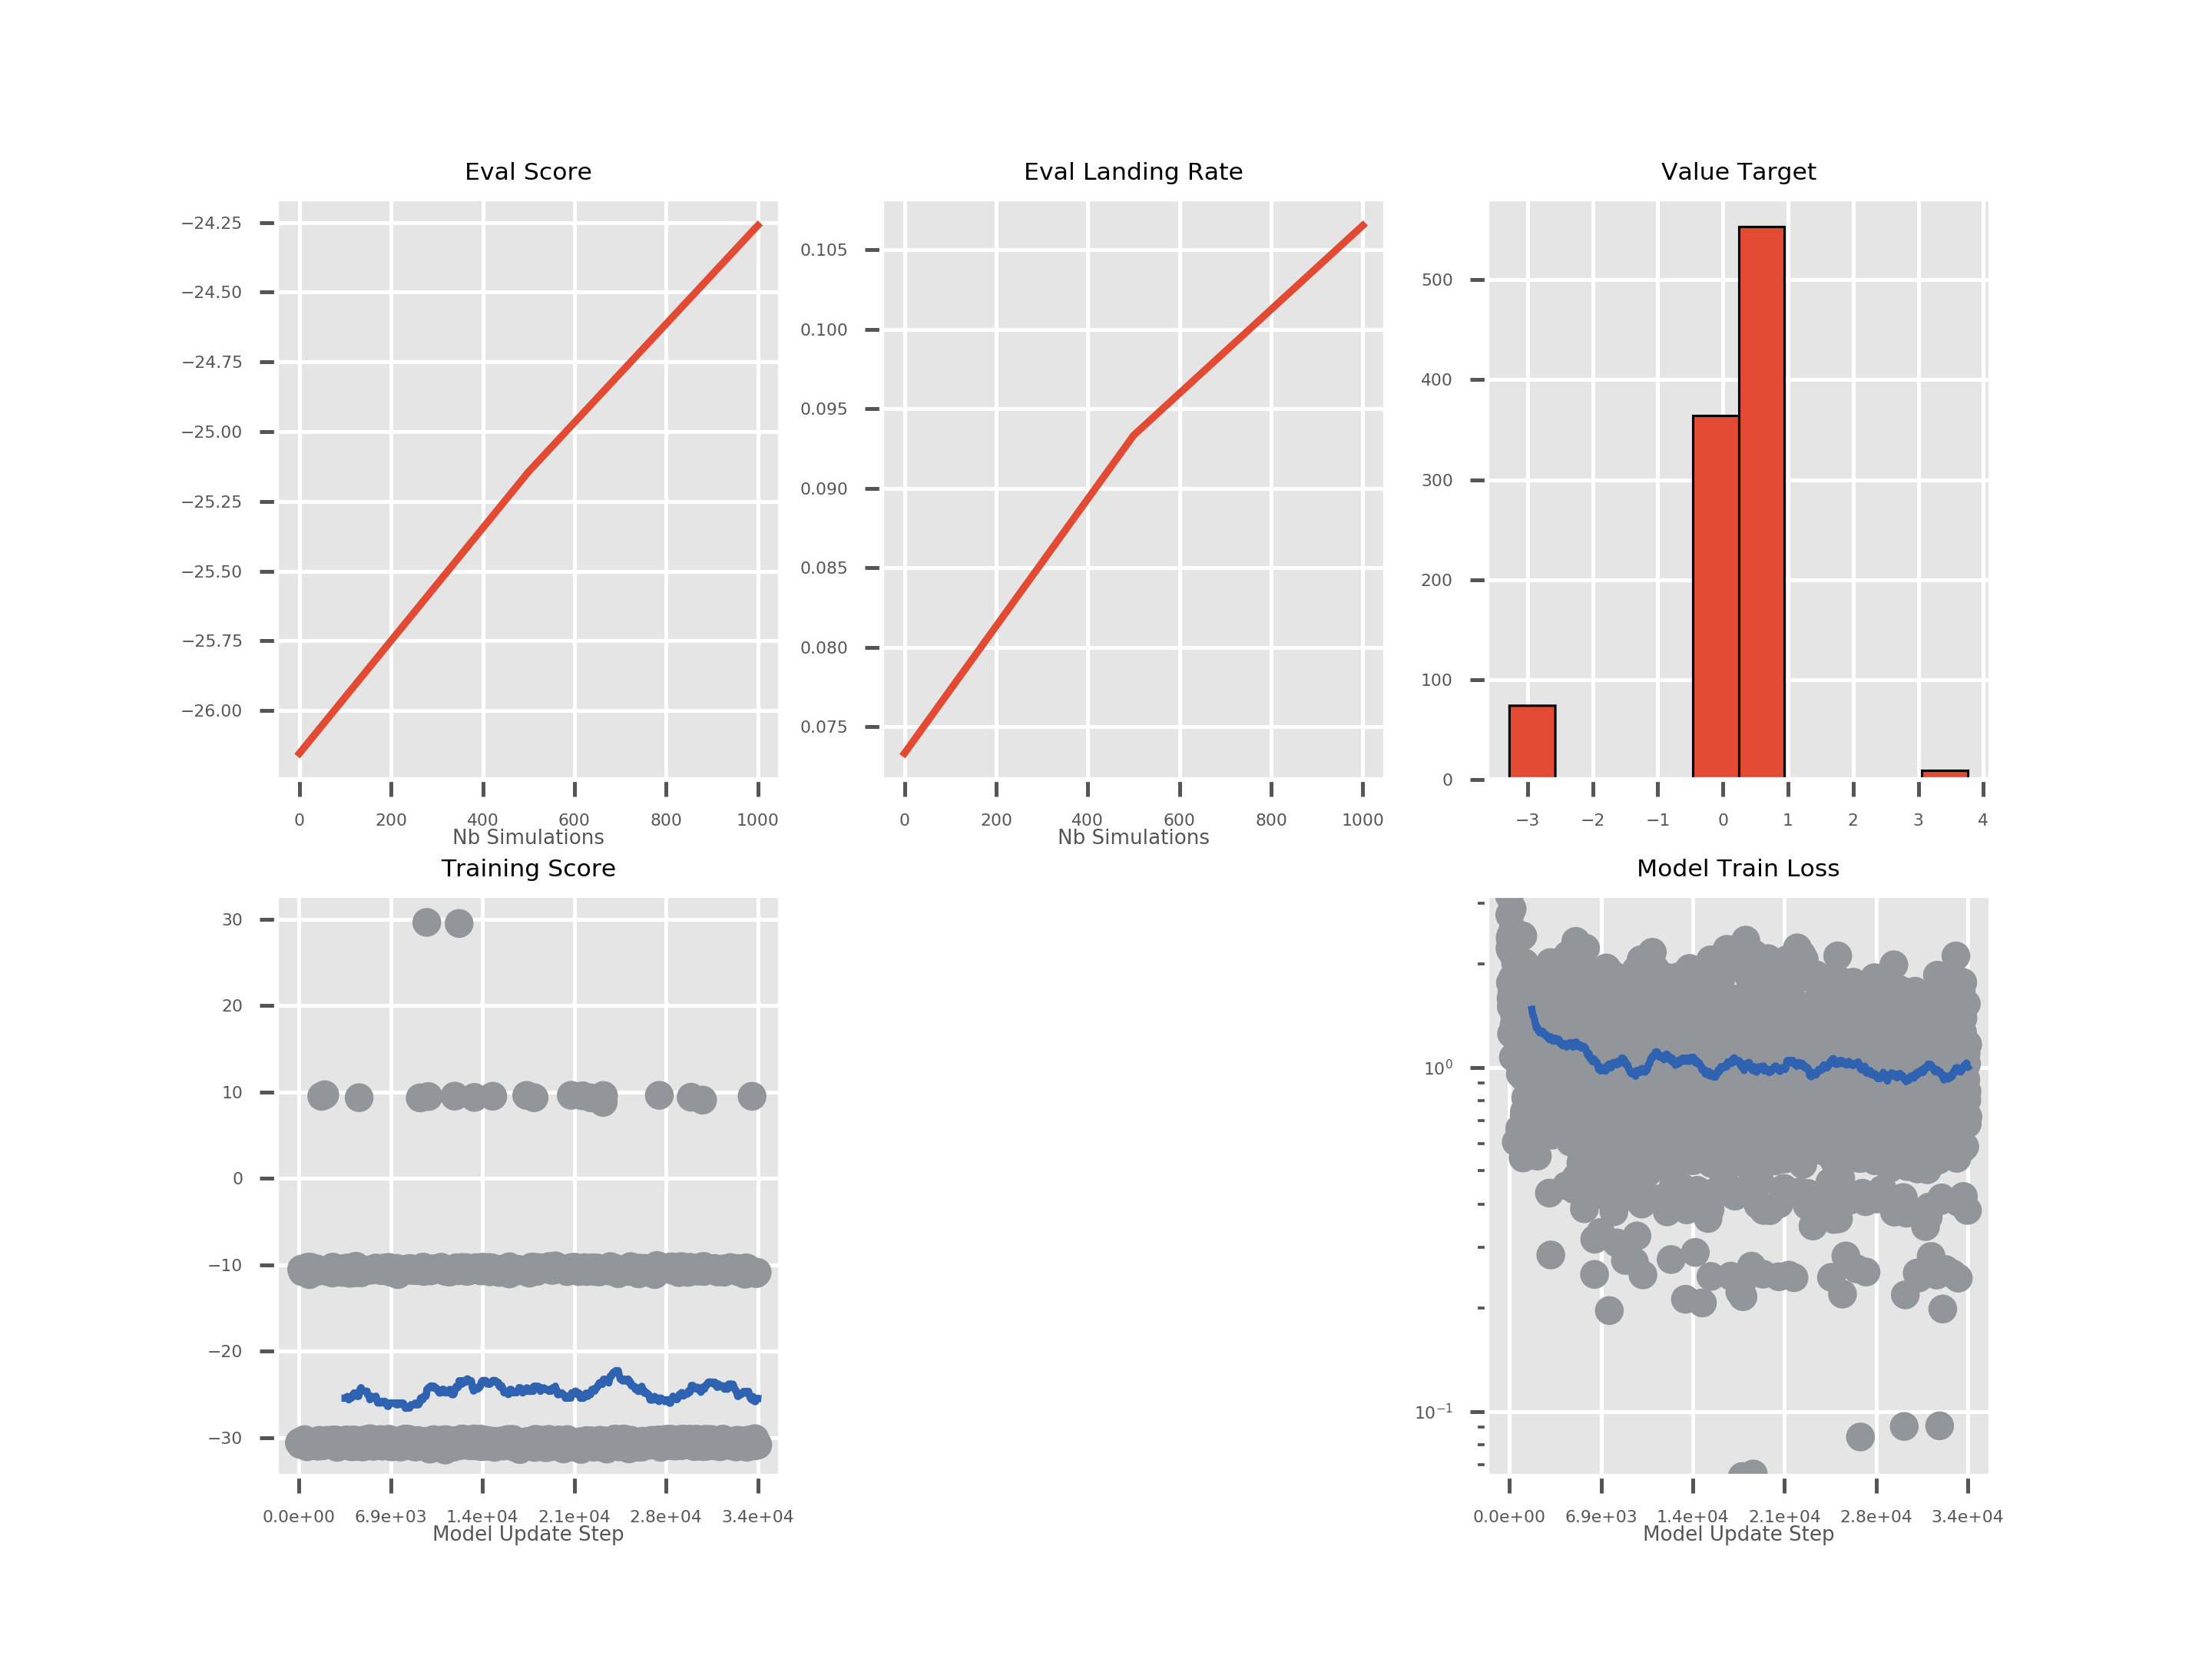 Eval Score
−24.25
−24.50
−24.75
−25.00
−25.25
−25.50
−25.75
−26.00
0 200 400 600 800 1000
Nb Simulations
Eval Landing Rate
0.105
0.100
0.095
0.090
0.085
0.080
0.075
0 200 400 600 800 1000
Nb Simulations
Value Target
500
400
300
200
100
0
−3 −2 −1 0 1 2 3 4
Training Score
30
20
10
0
−10
−20
−30
0.0e+00 6.9e+03 1.4e+04 2.1e+04 2.8e+04 3.4e+04
Model Update Step
Model Train Loss
10⁰
10⁻¹
0.0e+00 6.9e+03 1.4e+04 2.1e+04 2.8e+04 3.4e+04
Model Update Step